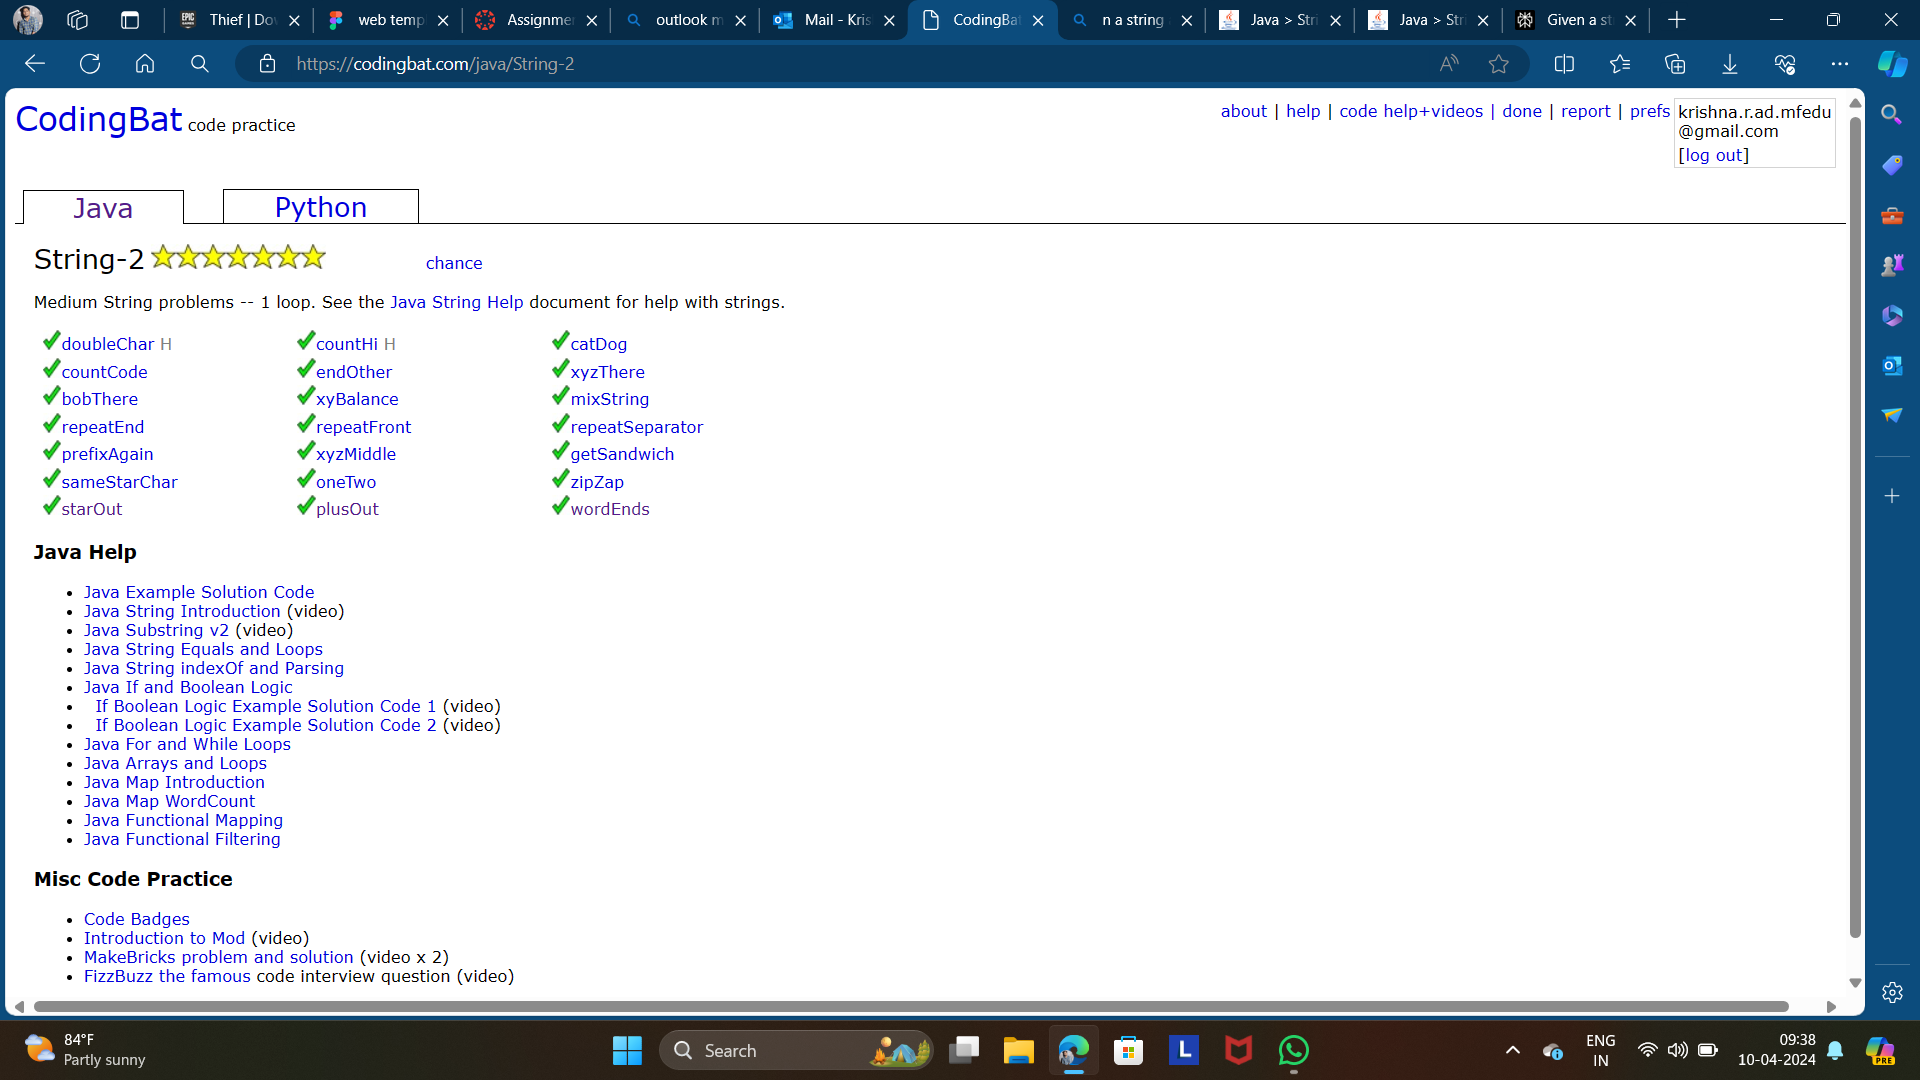 Thief | Do
web temp
Assignme
outlook m
Mail - Kris
CodingBat
n a string
Java > Stri
Java > Stri
Given a st
https://codingbat.com/java/String-2
CodingBat code practice
about | help | code help+videos | done | report | prefs
krishna.r.ad.mfedu
@gmail.com
[log out]
Java
Python
String-2
chance
Medium String problems -- 1 loop. See the Java String Help document for help with strings.
doubleChar H countHi H catDog
countCode endOther xyzThere
bobThere xyBalance mixString
repeatEnd repeatFront repeatSeparator
prefixAgain xyzMiddle getSandwich
sameStarChar oneTwo zipZap
starOut plusOut wordEnds
Java Help
Java Example Solution Code
Java String Introduction (video)
Java Substring v2 (video)
Java String Equals and Loops
Java String indexOf and Parsing
Java If and Boolean Logic
If Boolean Logic Example Solution Code 1 (video)
If Boolean Logic Example Solution Code 2 (video)
Java For and While Loops
Java Arrays and Loops
Java Map Introduction
Java Map WordCount
Java Functional Mapping
Java Functional Filtering
Misc Code Practice
Code Badges
Introduction to Mod (video)
MakeBricks problem and solution (video x 2)
FizzBuzz the famous code interview question (video)
84°F
Partly sunny
Search
ENG
IN
09:38
10-04-2024